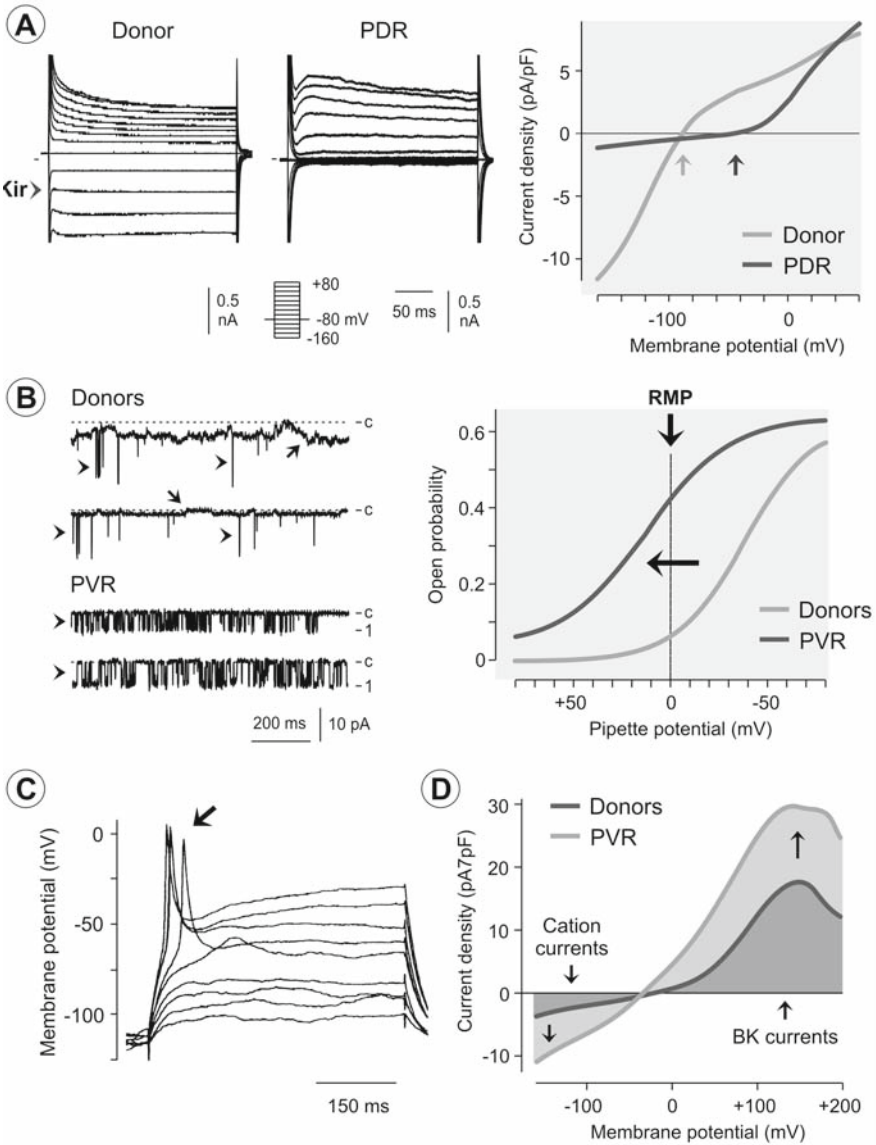 A
Donor
PDR
Kir
0.5
nA
+80
-80 mV
-160
50 ms
0.5
nA
Current density (pA/pF)
5
0
-5
-10
Donor
PDR
-100
0
Membrane potential (mV)
B
Donors
c
c
PVR
c
1
c
1
200 ms
10 pA
RMP
Open probability
0.6
0.4
0.2
0
Donors
PVR
+50
0
-50
Pipette potential (mV)
C
Membrane potential (mV)
0
-50
-100
150 ms
D
Current density (pA7pF)
30
20
10
0
-10
Donors
PVR
Cation
currents
BK currents
-100
0
+100
+200
Membrane potential (mV)